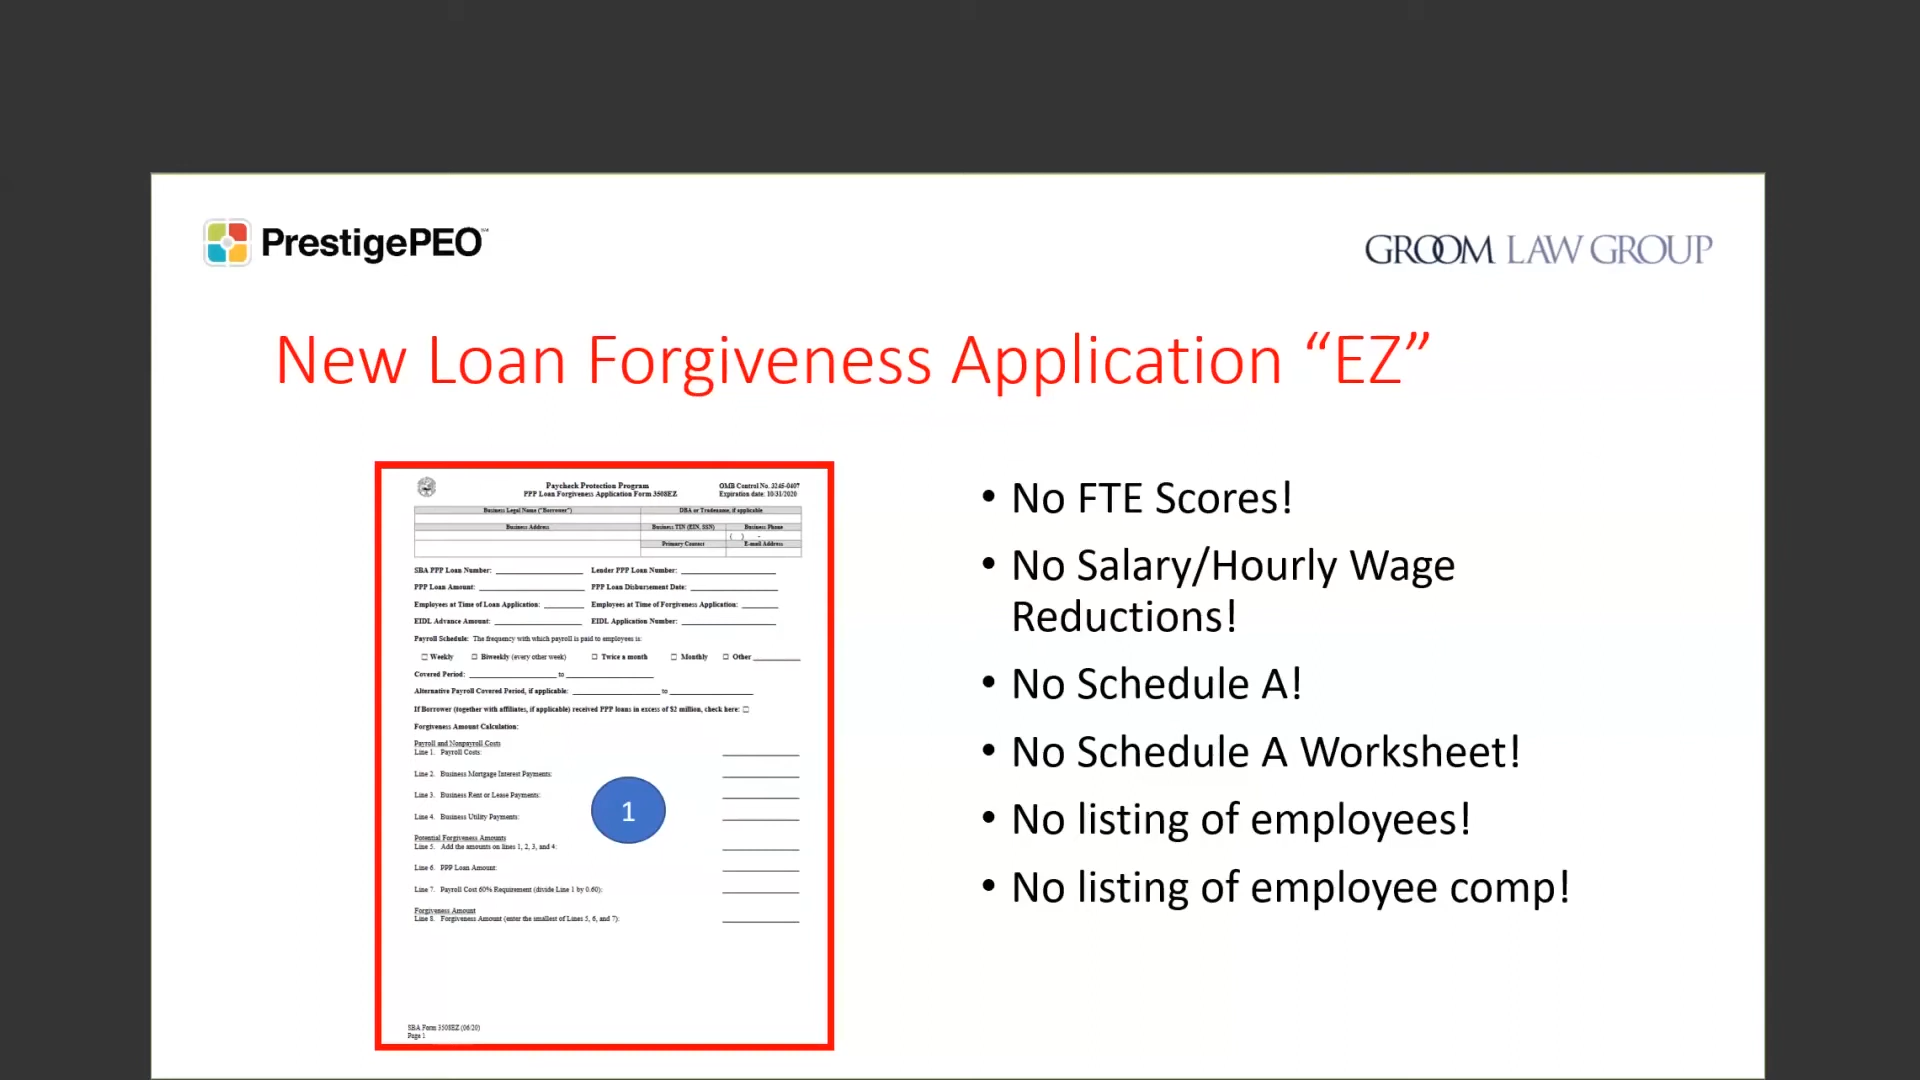 PrestigePEO
GROOM LAW GROUP
New Loan Forgiveness Application “EZ”
Paycheck Protection Program
PPP Loan Forgiveness Application Form 3508EZ
OMB Control No. 3245-0407
Expiration date: 10/31/2020
Business Legal Name ("Borrower")
DBA or Tradename, if applicable
Business Address
Business TIN (EIN, SSN)
Business Phone
( ) -
Primary Contact
E-mail Address
SBA PPP Loan Number: Lender PPP Loan Number:
PPP Loan Amount: PPP Loan Disbursement Date:
Employees at Time of Loan Application: Employees at Time of Forgiveness Application:
EIDL Advance Amount: EIDL Application Number:
Payroll Schedule: The frequency with which payroll is paid to employees is:
☐ Weekly ☐ Biweekly (every other week) ☐ Twice a month ☐ Monthly ☐ Other
Covered Period: to
Alternative Payroll Covered Period, if applicable: to
If Borrower (together with affiliates, if applicable) received PPP loans in excess of $2 million, check here: ☐
Forgiveness Amount Calculation:
Payroll and Nonpayroll Costs
Line 1. Payroll Costs:
Line 2. Business Mortgage Interest Payments:
Line 3. Business Rent or Lease Payments:
Line 4. Business Utility Payments:
Potential Forgiveness Amounts
Line 5. Add the amounts on lines 1, 2, 3, and 4:
Line 6. PPP Loan Amount:
Line 7. Payroll Cost 60% Requirement (divide Line 1 by 0.60):
Forgiveness Amount
Line 8. Forgiveness Amount (enter the smallest of Lines 5, 6, and 7):
1
SBA Form 3508EZ (06/20)
Page 1
• No FTE Scores!
• No Salary/Hourly Wage
Reductions!
• No Schedule A!
• No Schedule A Worksheet!
• No listing of employees!
• No listing of employee comp!